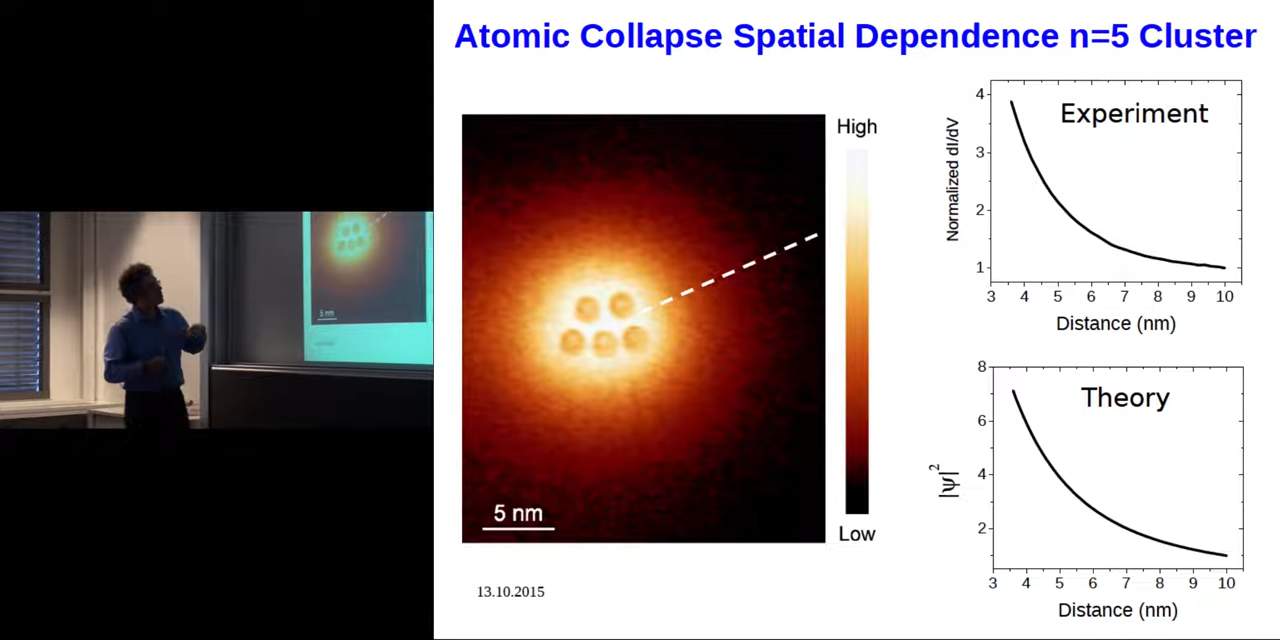 Atomic Collapse Spatial Dependence n=5 Cluster
High
Low
5 nm
13.10.2015
Experiment
Normalized dI/dV
4
3
2
1
3 4 5 6 7 8 9 10
Distance (nm)
Theory
|ψ|²
8
6
4
2
3 4 5 6 7 8 9 10
Distance (nm)
5 nm